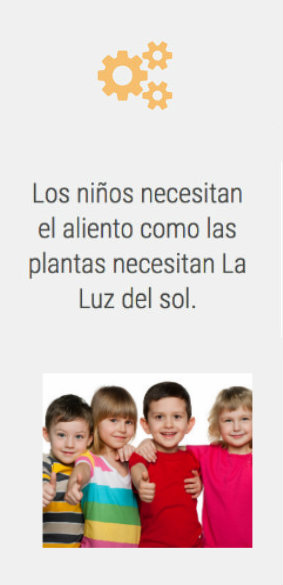 Los niños necesitan
el aliento como las
plantas necesitan La
Luz del sol.